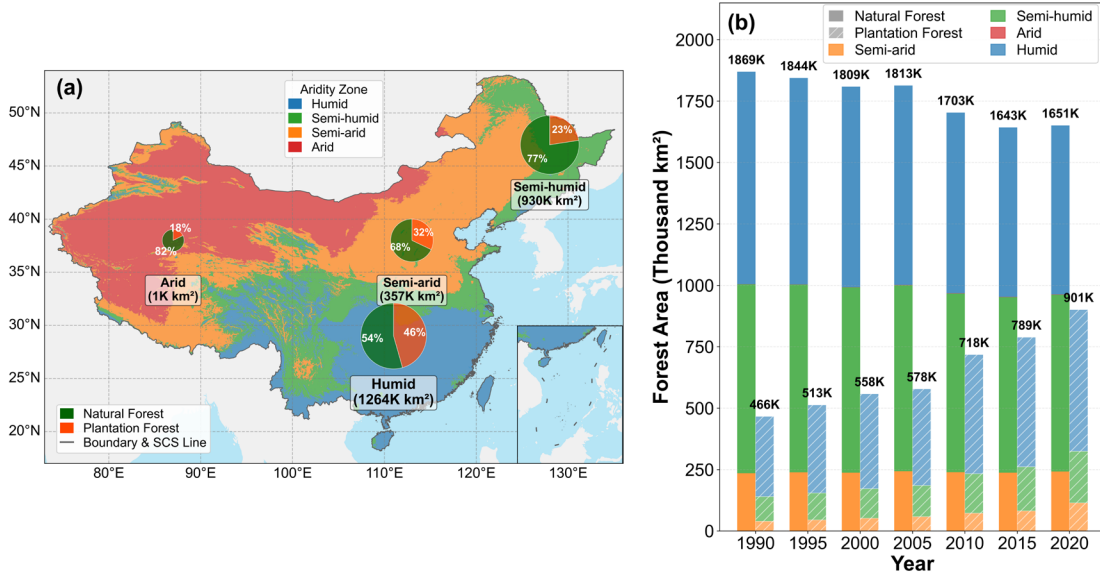 (a)
Aridity Zone
Humid
Semi-humid
Semi-arid
Arid
50°N
45°N
40°N
35°N
30°N
25°N
20°N
80°E
90°E
100°E
110°E
120°E
130°E
23%
77%
Semi-humid
(930K km²)
18%
82%
Arid
(1K km²)
32%
68%
Semi-arid
(357K km²)
54%
46%
Humid
(1264K km²)
Natural Forest
Plantation Forest
Boundary & SCS Line
(b)
Natural Forest
Plantation Forest
Semi-arid
Semi-humid
Arid
Humid
Forest Area (Thousand km²)
2000
1750
1500
1250
1000
750
500
250
0
1869K
1844K
1809K
1813K
1703K
1643K
1651K
466K
513K
558K
578K
718K
789K
901K
1990
1995
2000
2005
2010
2015
2020
Year